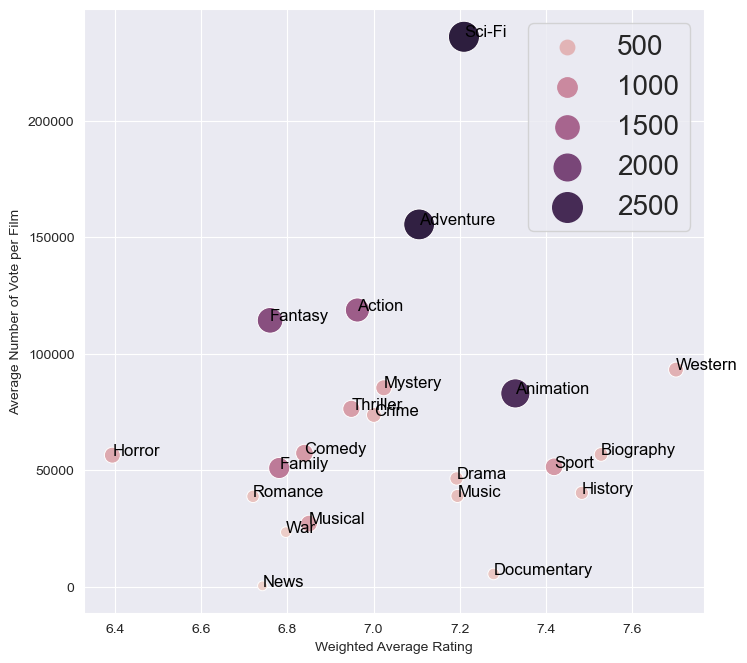 Sci-Fi
500
1000
1500
2000
2500
200000
Adventure
150000
Fantasy
Action
100000
Western
Mystery
Animation
Thriller
Crime
Horror
Comedy
Family
Biography
Sport
50000
Drama
Romance
Music
History
Musical
War
Documentary
News
0
6.4
6.6
6.8
7.0
7.2
7.4
7.6
Weighted Average Rating
Average Number of Vote per Film